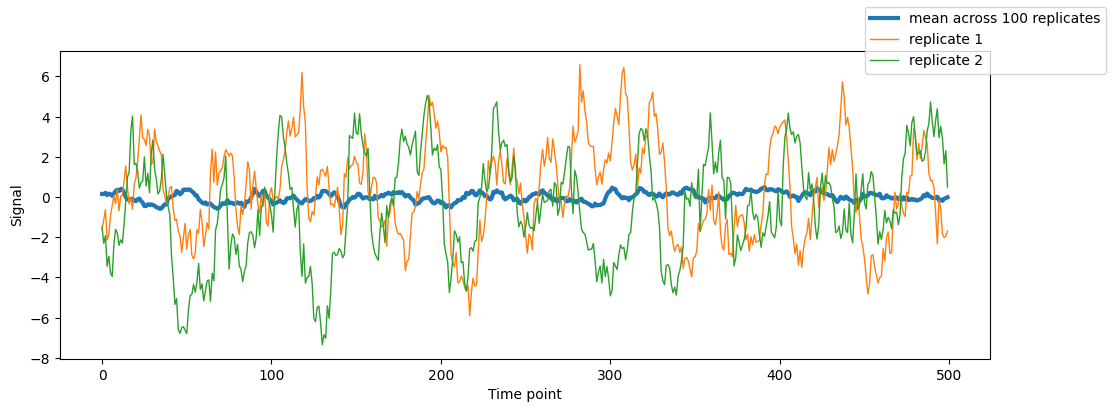 mean across 100 replicates
replicate 1
replicate 2
6
4
2
0
−2
−4
−6
−8
Signal
0 100 200 300 400 500
Time point